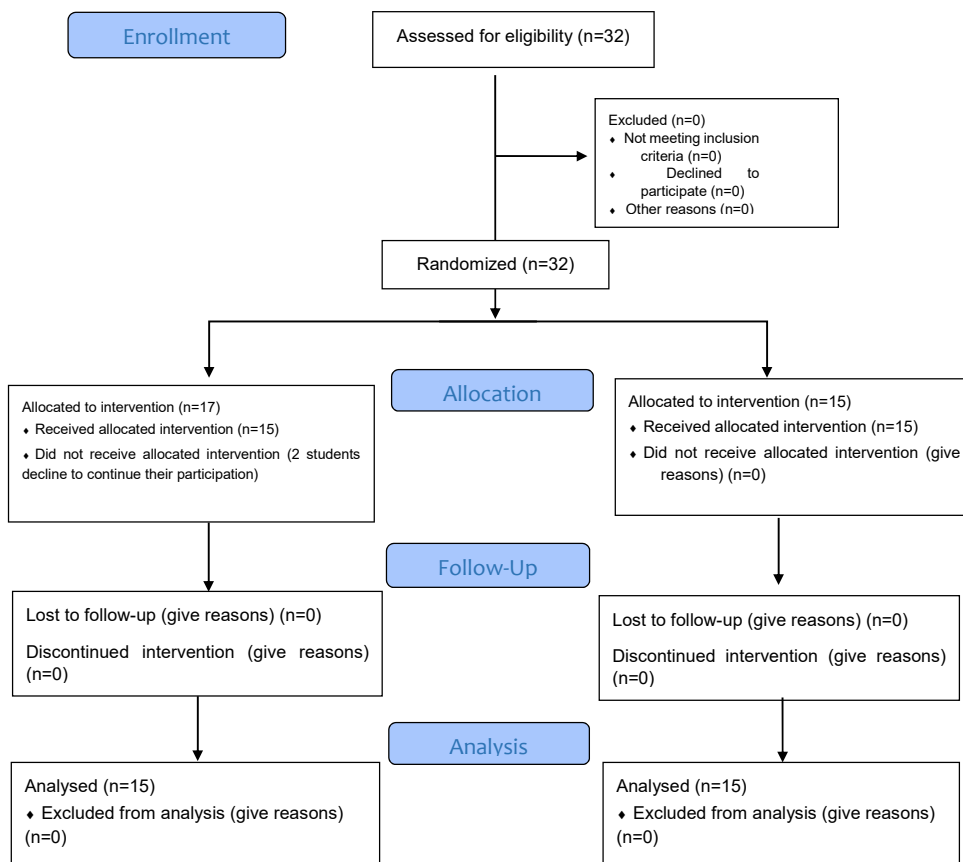 Enrollment
Assessed for eligibility (n=32)
Excluded (n=0)
♦ Not meeting inclusion
criteria (n=0)
♦ Declined to
participate (n=0)
♦ Other reasons (n=0)
Randomized (n=32)
Allocation
Allocated to intervention (n=17)
♦ Received allocated intervention (n=15)
♦ Did not receive allocated intervention (2 students
decline to continue their participation)
Allocated to intervention (n=15)
♦ Received allocated intervention (n=15)
♦ Did not receive allocated intervention (give
reasons) (n=0)
Follow-Up
Lost to follow-up (give reasons) (n=0)
Discontinued intervention (give reasons)
(n=0)
Lost to follow-up (give reasons) (n=0)
Discontinued intervention (give reasons)
(n=0)
Analysis
Analysed (n=15)
♦ Excluded from analysis (give reasons)
(n=0)
Analysed (n=15)
♦ Excluded from analysis (give reasons)
(n=0)